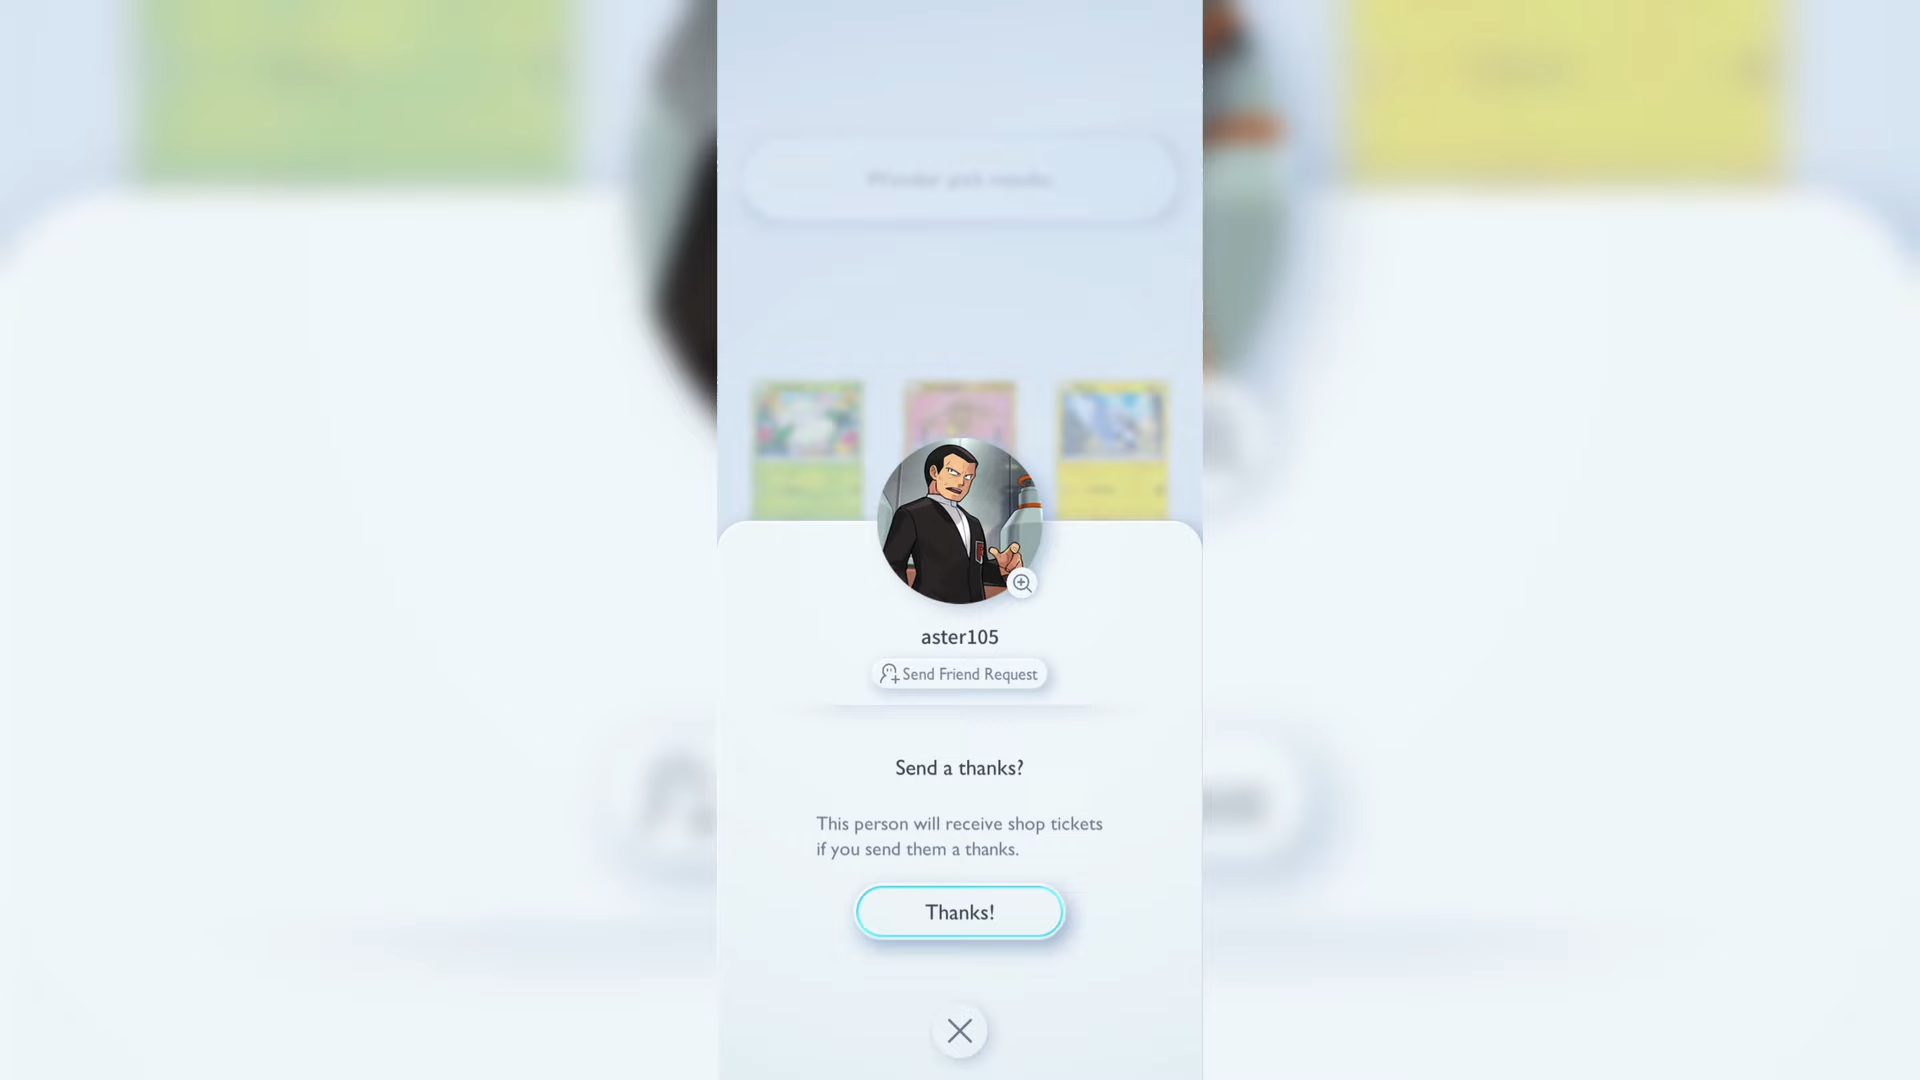 aster105
Send Friend Request
Send a thanks?
This person will receive shop tickets
if you send them a thanks.
Thanks!